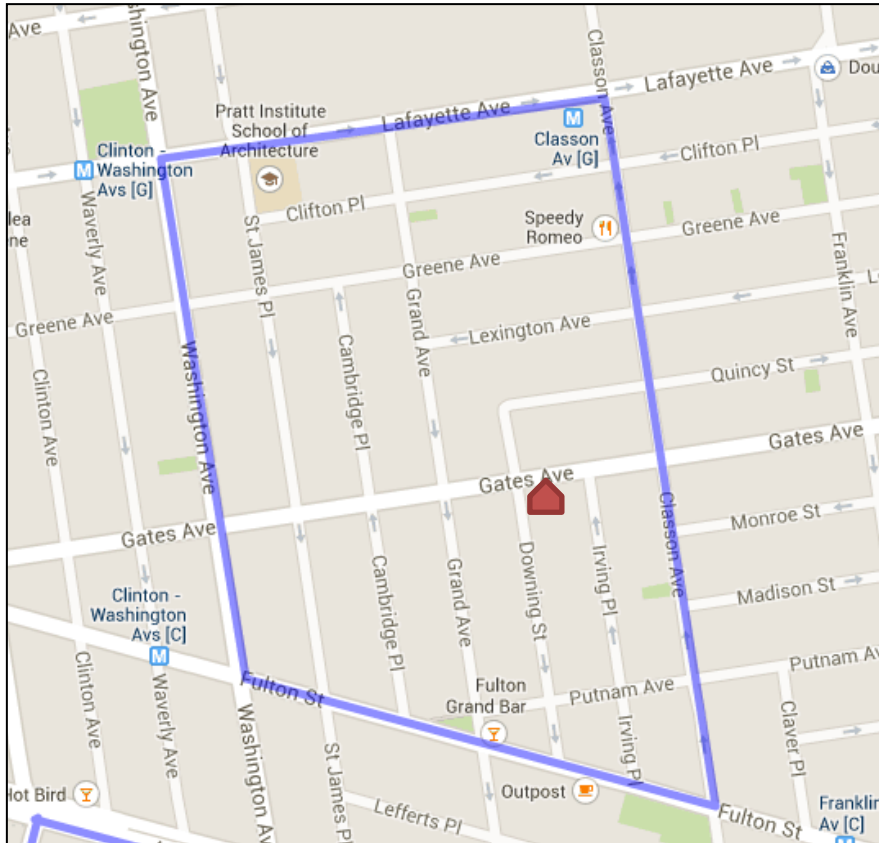 Ave
hington Ave
Classon Ave
Lafayette Ave
Dou
Pratt Institute
School of
Architecture
Lafayette Ave
M
Classon
Av [G]
Clifton Pl
M
Clinton -
Washington
Avs [G]
Waverly Ave
lea
ne
St James Pl
Clifton Pl
Speedy
Romeo
Greene Ave
Franklin Ave
Greene Ave
Greene Ave
Grand Ave
Lexington Ave
L
Washington Ave
Cambridge Pl
Clinton Ave
Quincy St
Gates Ave
Gates Ave
Gates Ave
Classon Ave
Monroe St
Downing St
Irving Pl
Cambridge Pl
Grand Ave
Clinton -
Washington
Avs [C]
M
Madison St
Putnam Av
Fulton St
Fulton
Grand Bar
Putnam Ave
Clinton Ave
Waverly Ave
Washington Av
St James Pl
Irving Pl
Claver Pl
Hot Bird
Outpost
Lefferts Pl
Fulton St
Franklin
Av [C]
M